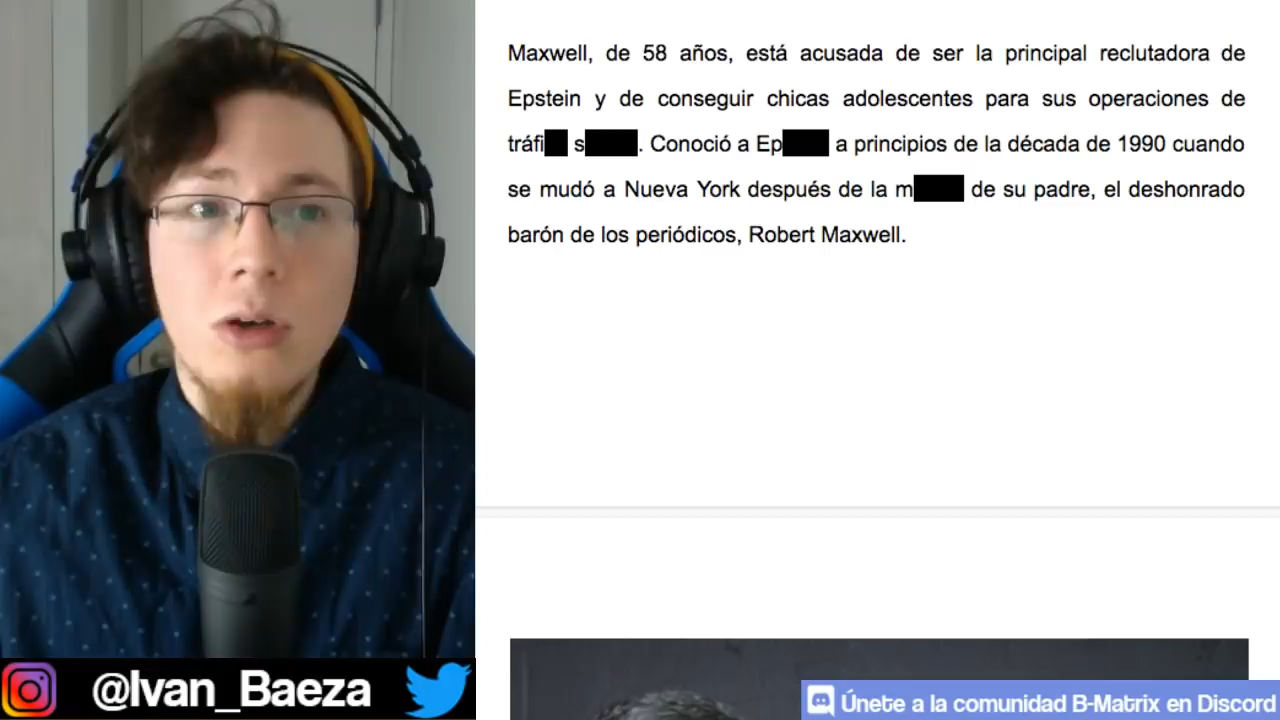 Maxwell, de 58 años, está acusada de ser la principal reclutadora de
Epstein y de conseguir chicas adolescentes para sus operaciones de
tráfi s . Conoció a Ep a principios de la década de 1990 cuando
se mudó a Nueva York después de la m de su padre, el deshonrado
barón de los periódicos, Robert Maxwell.
@Ivan_Baeza
Únete a la comunidad B-Matrix en Discord